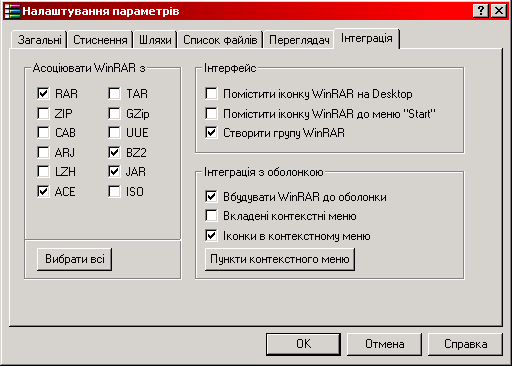 Налаштування параметрів
Загальні Стиснення Шляхи Список файлів Переглядач Інтеграція
Асоціювати WinRAR з
RAR TAR
ZIP GZip
CAB UUE
ARJ BZ2
LZH JAR
ACE ISO
Вибрати всі
Інтерфейс
Помістити іконку WinRAR на Desktop
Помістити іконку WinRAR до меню "Start"
Створити групу WinRAR
Інтеграція з оболонкою
Вбудувати WinRAR до оболонки
Вкладені контекстні меню
Іконки в контекстному меню
Пункти контекстного меню
OK Отмена Справка